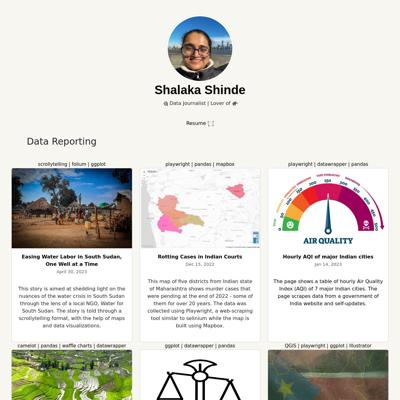 Shalaka Shinde
Data Journalist | Lover of
Resume
Data Reporting
scrollytelling | folium | ggplot
playwright | pandas | mapbox
playwright | datawrapper | pandas
AIR QUALITY
Easing Water Labor in South Sudan,
One Well at a Time
April 30, 2023
This story is aimed at shedding light on the
nuances of the water crisis in South Sudan
through the lens of a local NGO, Water for
South Sudan. The story is told through a
scrollytelling format, with the help of maps
and data visualizations.
Rotting Cases in Indian Courts
Dec 15, 2022
This map of five districts from Indian state
of Maharashtra shows murder cases that
were pending at the end of 2022 - some of
them for over 20 years. The data was
collected using Playwright, a web-scraping
tool similar to selenium while the map is
built using Mapbox.
Hourly AQI of major Indian cities
Jan 14, 2023
The page shows a table of hourly Air Quality
Index (AQI) of 7 major Indian cities. The
page scrapes data from a government of
India website and self-updates.
camelot | pandas | waffle charts | datawrapper
ggplot | datawrapper | pandas
QGIS | playwright | ggplot | Illustrator